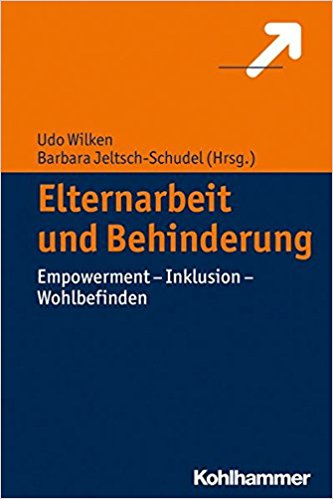 Udo Wilken
Barbara Jeltsch-Schudel (Hrsg.)
Elternarbeit
und Behinderung
Empowerment – Inklusion –
Wohlbefinden
Kohlhammer